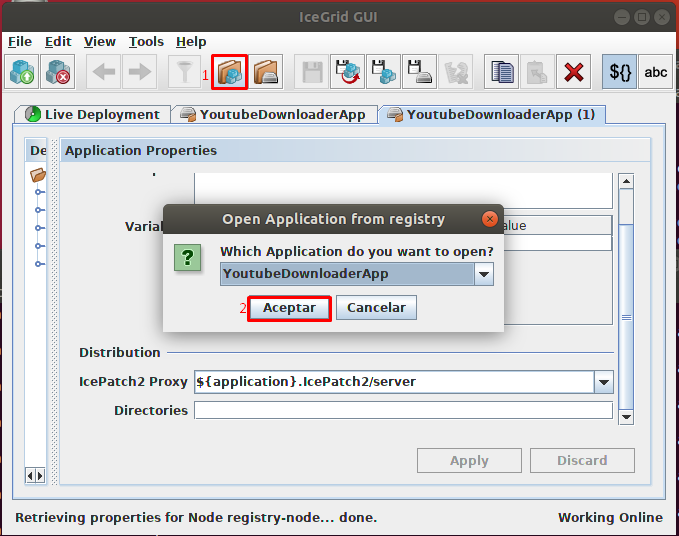 IceGrid GUI
File Edit View Tools Help
1
${} abc
Live Deployment YoutubeDownloaderApp YoutubeDownloaderApp (1)
De Application Properties
Open Application from registry
Variab alue
Which Application do you want to open?
YoutubeDownloaderApp
2 Aceptar Cancelar
Distribution
IcePatch2 Proxy ${application}.IcePatch2/server
Directories
Apply Discard
Retrieving properties for Node registry-node... done. Working Online